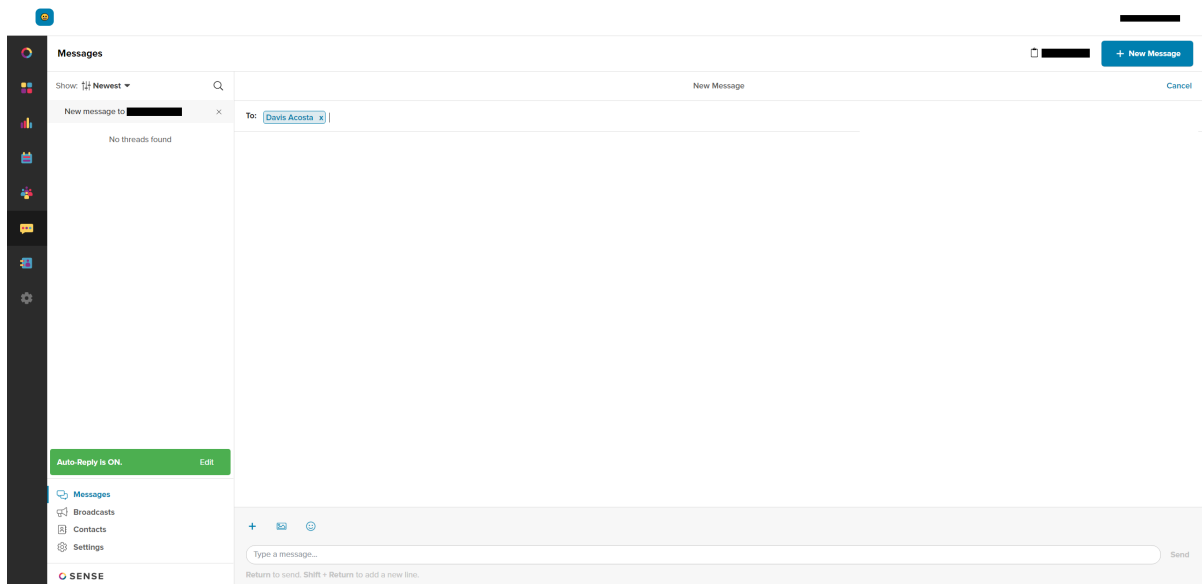 Messages
+ New Message
Show: Newest
New Message
Cancel
New message to
×
To: Davis Acosta x
No threads found
Auto-Reply is ON. Edit
Messages
Broadcasts
Contacts
Settings
SENSE
+
Type a message...
Send
Return to send. Shift + Return to add a new line.